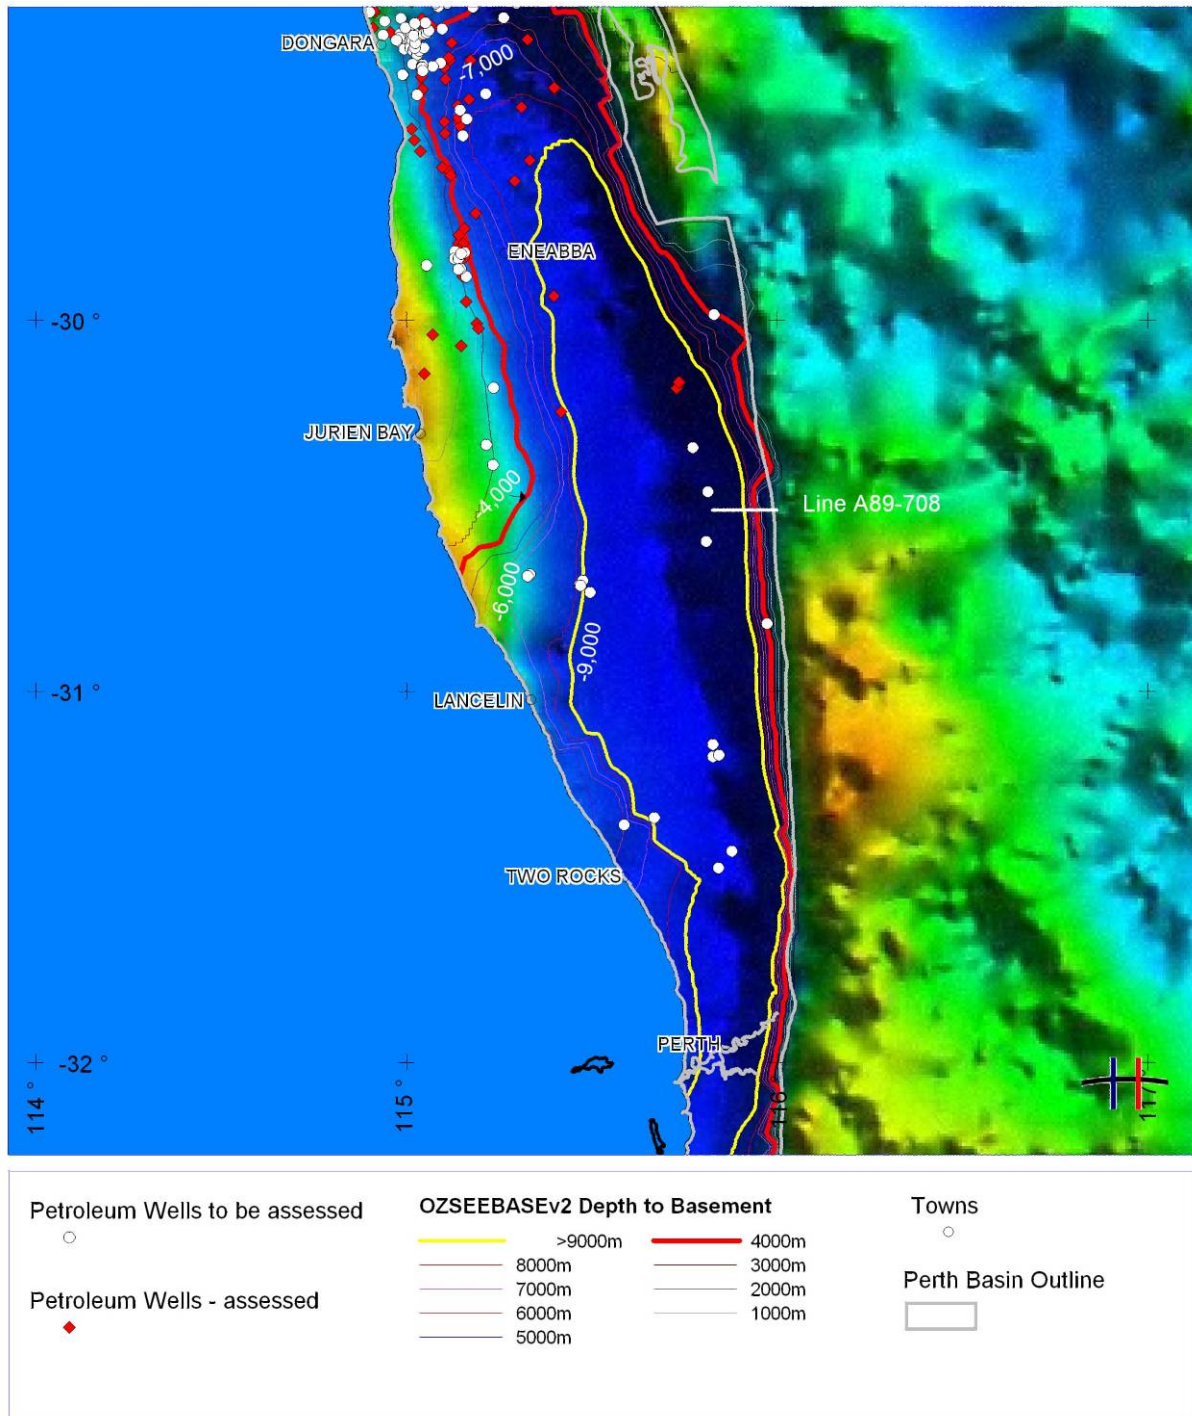 DONGARA
-7,000
ENEABBA
-30 °
JURIEN BAY
-4,000
Line A89-708
-6,000
-9,000
-31 °
LANCELIN
TWO ROCKS
PERTH
-32 °
114 °
115 °
116
117
Petroleum Wells to be assessed
Petroleum Wells - assessed
OZSEEBASEv2 Depth to Basement
>9000m
8000m
7000m
6000m
5000m
4000m
3000m
2000m
1000m
Towns
Perth Basin Outline